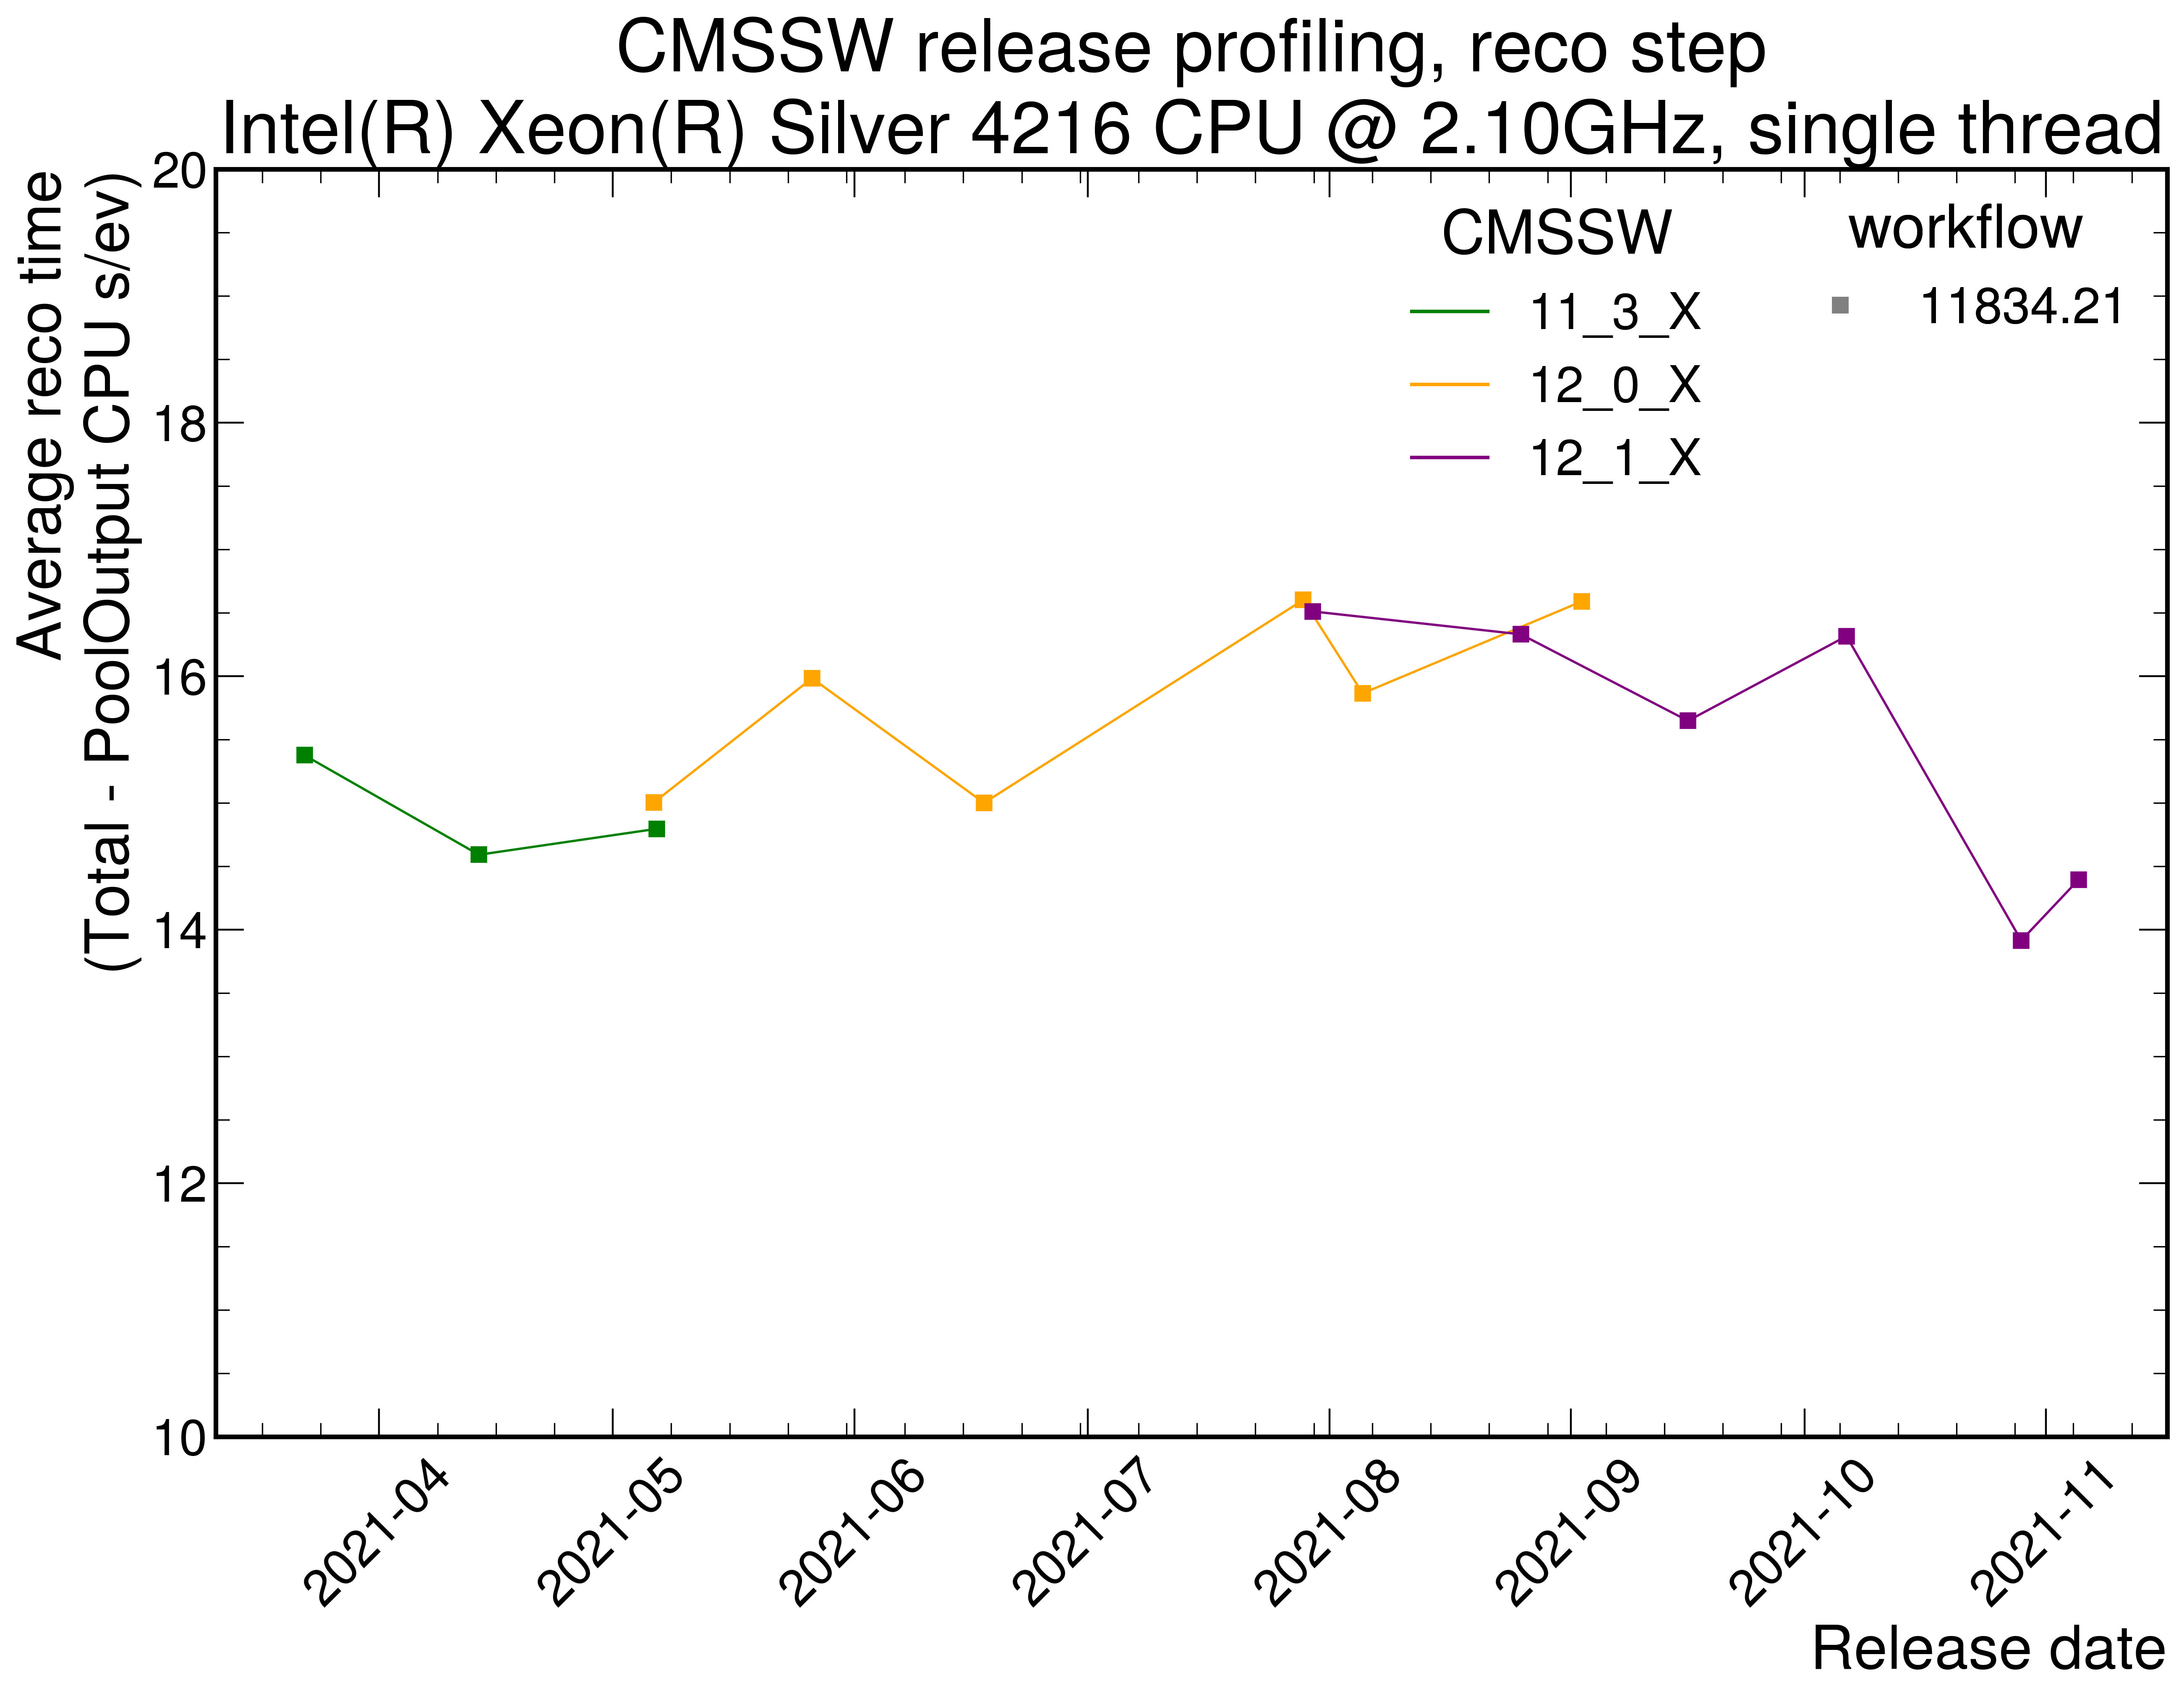 CMSSW release profiling, reco step
Intel(R) Xeon(R) Silver 4216 CPU @ 2.10GHz, single thread
Average reco time
(Total - PoolOutput CPU s/ev)
20
18
16
14
12
10
CMSSW
11_3_X
12_0_X
12_1_X
workflow
11834.21
2021-04
2021-05
2021-06
2021-07
2021-08
2021-09
2021-10
2021-11
Release date